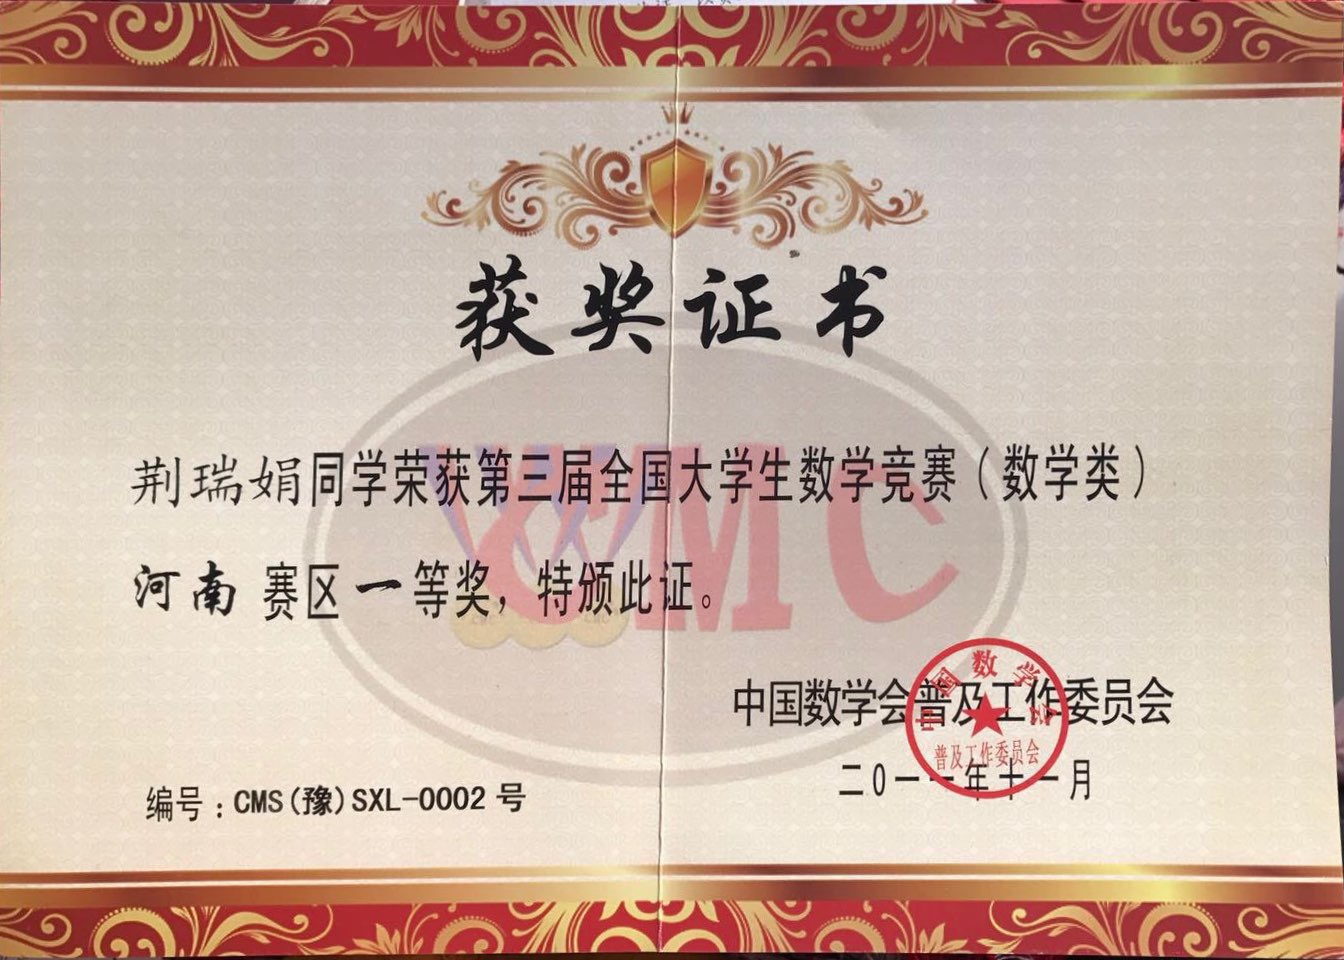 获奖证书
荆瑞娟同学荣获第三届全国大学生数学竞赛（数学类）
河南 赛区 一 等奖，特颁此证。
中国数学会普及工作委员会
中国数学会
普及工作委员会
二0一一年十一月
编号：CMS(豫)SXL-0002 号
CMC